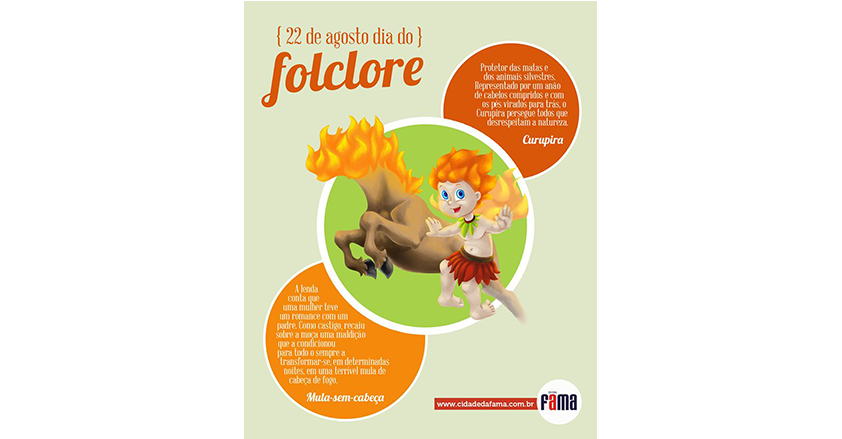 { 22 de agosto dia do }
folclore
Protetor das matas e
dos animais silvestres.
Representado por um anão
de cabelos compridos e com
os pés virados para trás, o
Curupira persegue todos que
desrespeitam a natureza.
Curupira
A lenda
conta que
uma mulher teve
um romance com um
padre. Como castigo, recaiu
sobre a moça uma maldição
que a condicionou
para todo o sempre a
transformar-se, em determinadas
noites, em uma terrível mula de
cabeça de fogo.
Mula-sem-cabeça
www.cidadedafama.com.br
fama